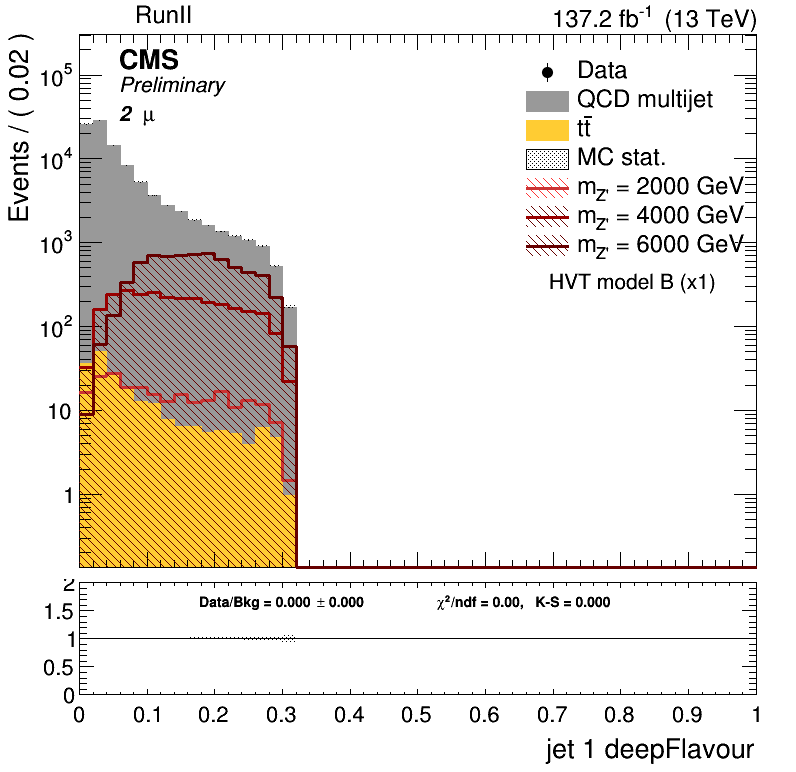 RunII
137.2 fb⁻¹ (13 TeV)
Events / ( 0.02 )
10⁵
10⁴
10³
10²
10
1
CMS
Preliminary
2 μ
Data
QCD multijet
tt̄
MC stat.
m_Z' = 2000 GeV
m_Z' = 4000 GeV
m_Z' = 6000 GeV
HVT model B (x1)
2
1.5
1
0.5
0
Data/Bkg = 0.000 ± 0.000
χ²/ndf = 0.00, K-S = 0.000
0 0.1 0.2 0.3 0.4 0.5 0.6 0.7 0.8 0.9 1
jet 1 deepFlavour